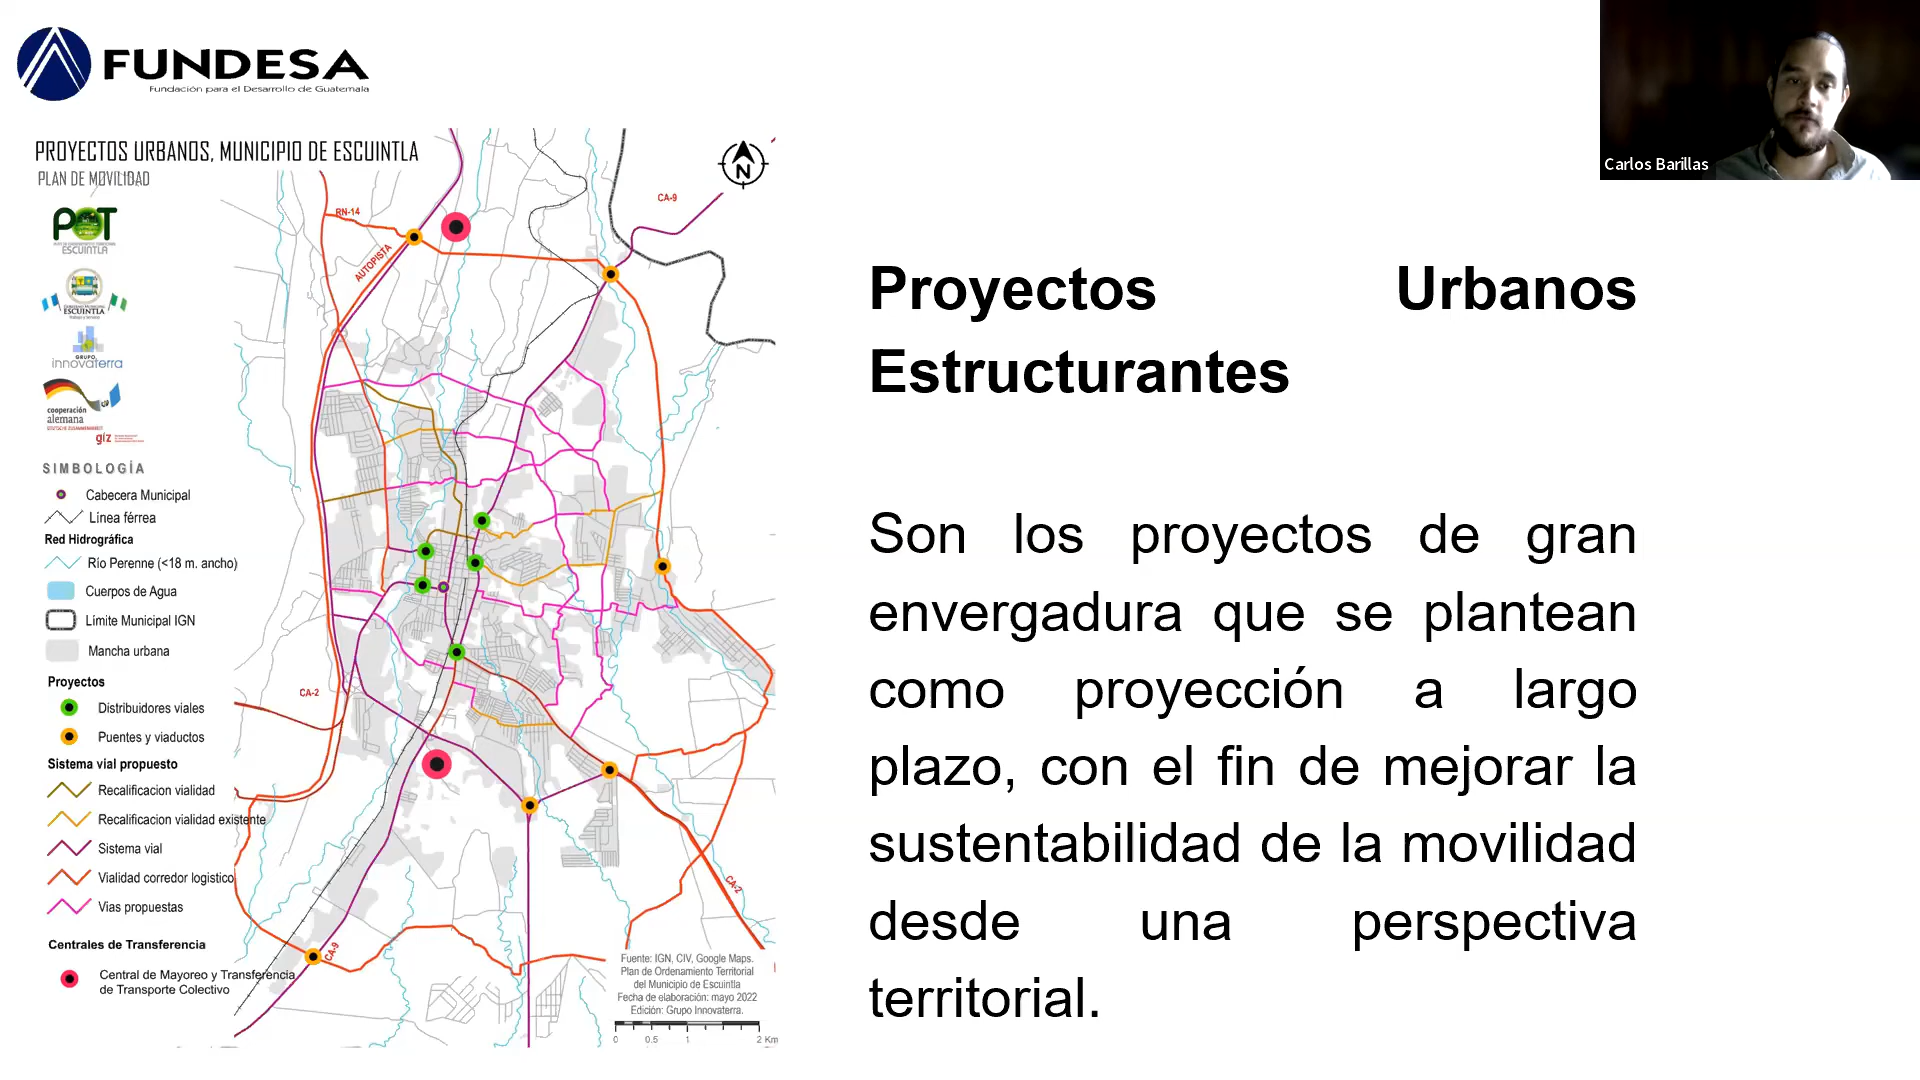 FUNDESA
Fundación para el Desarrollo de Guatemala
Carlos Barillas
PROYECTOS URBANOS, MUNICIPIO DE ESCUINTLA
PLAN DE MOVILIDAD
N
CA-9
RN-14
AUTOPISTA
POT
ESCUINTLA
ESCUINTLA
GRUPO
innovaterra
cooperación
alemana
DEUTSCHE ZUSAMMENARBEIT
giz
SIMBOLOGÍA
Cabecera Municipal
Línea férrea
Red Hidrográfica
Río Perenne (<18 m. ancho)
Cuerpos de Agua
Límite Municipal IGN
Mancha urbana
Proyectos
Distribuidores viales
Puentes y viaductos
Sistema vial propuesto
Recalificacion vialidad
Recalificacion vialidad existente
Sistema vial
Vialidad corredor logistico
Vias propuestas
Centrales de Transferencia
Central de Mayoreo y Transferencia
de Transporte Colectivo
CA-2
CA-2
CA-9
Fuente: IGN, CIV, Google Maps.
Plan de Ordenamiento Territorial
del Municipio de Escuintla
Fecha de elaboración: mayo 2022
Edición: Grupo Innovaterra.
0 0.5 1 2 Km
Proyectos Urbanos
Estructurantes
Son los proyectos de gran
envergadura que se plantean
como proyección a largo
plazo, con el fin de mejorar la
sustentabilidad de la movilidad
desde una perspectiva
territorial.